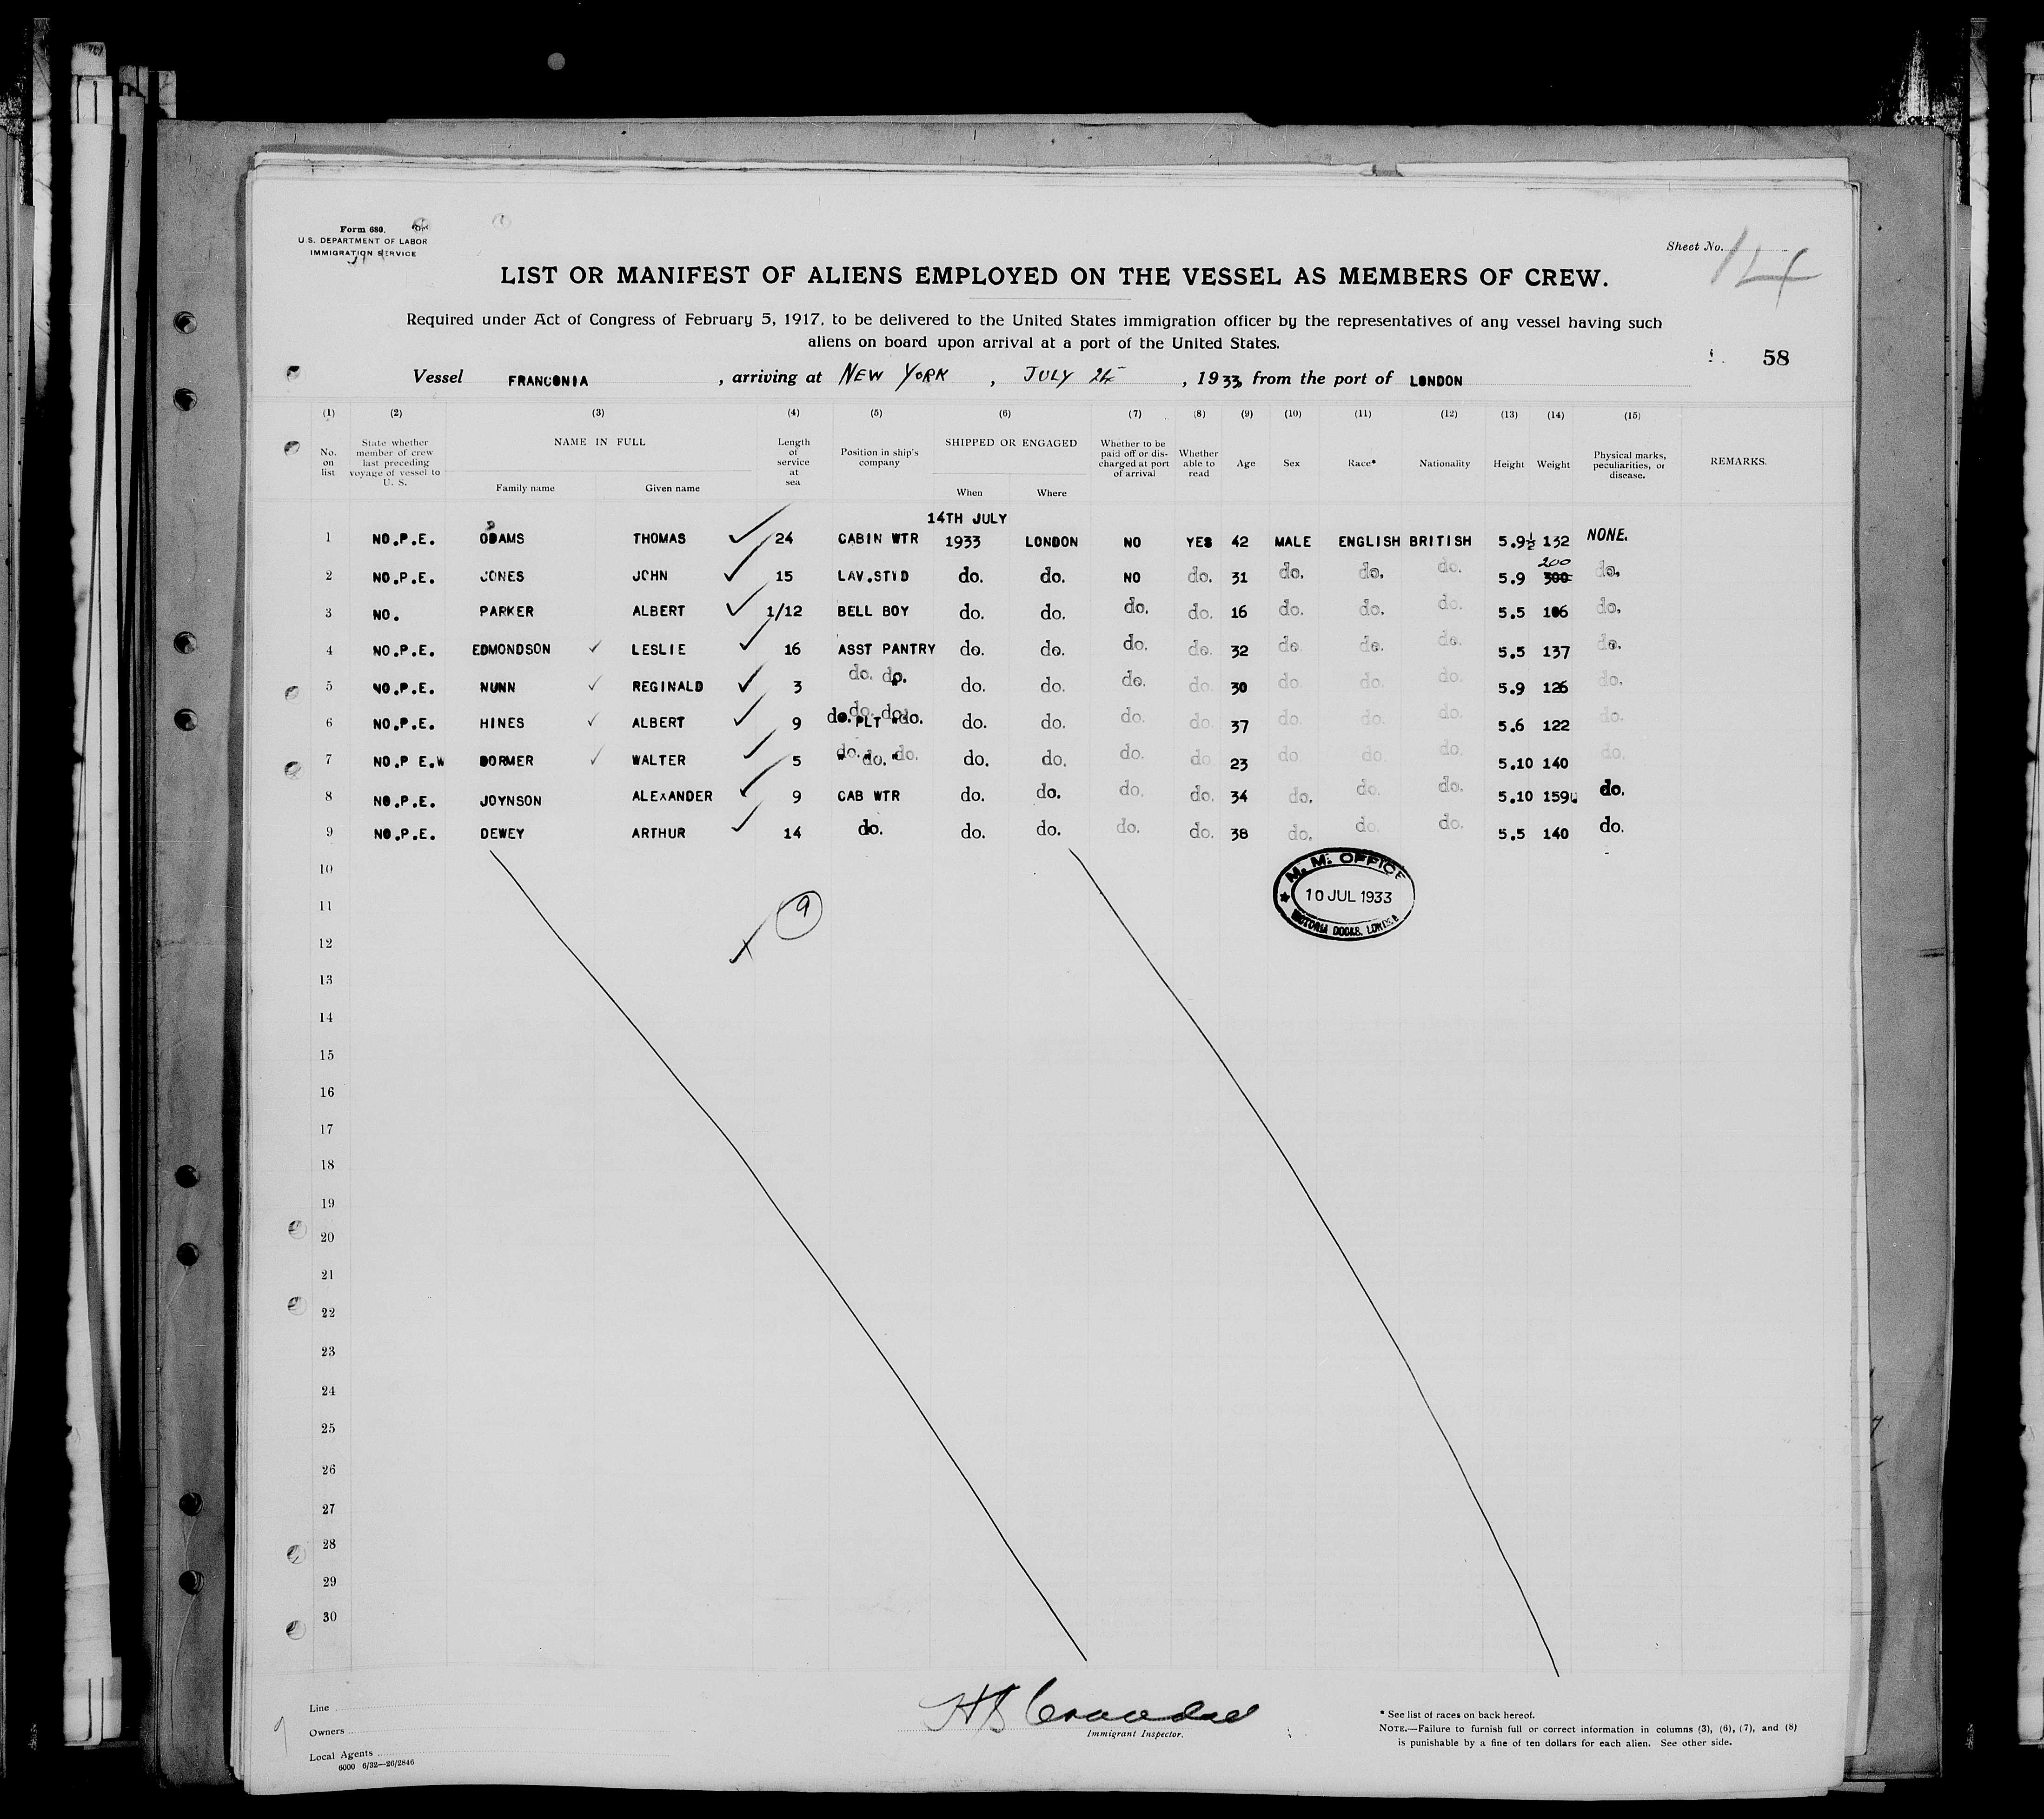 Form 680.
U.S. DEPARTMENT OF LABOR
IMMIGRATION SERVICE
Sheet No. 14
LIST OR MANIFEST OF ALIENS EMPLOYED ON THE VESSEL AS MEMBERS OF CREW.
Required under Act of Congress of February 5, 1917, to be delivered to the United States immigration officer by the representatives of any vessel having such
aliens on board upon arrival at a port of the United States.
58
Vessel FRANCONIA , arriving at NEW YORK , JULY 24 , 1933, from the port of LONDON
(1) (2) (3) (4) (5) (6) (7) (8) (9) (10) (11) (12) (13) (14) (15)
No. on list State whether member of crew last preceding voyage of vessel to U. S. NAME IN FULL Family name Given name Length of service at sea Position in ship's company SHIPPED OR ENGAGED When Where Whether to be paid off or discharged at port of arrival Whether able to read Age Sex Race* Nationality Height Weight Physical marks, peculiarities, or disease. REMARKS.
14TH JULY
1 NO.P.E. ODAMS THOMAS 24 CABIN WTR 1933 LONDON NO YES 42 MALE ENGLISH BRITISH 5.9½ 132 NONE.
200
2 NO.P.E. JONES JOHN 15 LAV.STWD do. do. NO do. 31 do. do. do. 5.9 300 do.
3 NO. PARKER ALBERT 1/12 BELL BOY do. do. do. do. 16 do. do. do. 5.5 106 do.
4 NO.P.E. EDMONDSON LESLIE 16 ASST PANTRY do. do. do. do. 32 do. do. do. 5.5 137 do.
5 NO.P.E. NUNN REGINALD 3 do. do. do. do. do. do. 30 do. do. do. 5.9 126 do.
6 NO.P.E. HINES ALBERT 9 do. PLT do. do. do. do. do. 37 do. do. do. 5.6 122 do.
7 NO.P E.W DORMER WALTER 5 do. do. do. do. do. do. do. 23 do. do. do. 5.10 140 do.
8 NO.P.E. JOYNSON ALEXANDER 9 CAB WTR do. do. do. do. 34 do. do. do. 5.10 159 do.
9 NO.P.E. DEWEY ARTHUR 14 do. do. do. do. do. 38 do. do. do. 5.5 140 do.
10
M. M. OFFICE
10 JUL 1933
VICTORIA DOCKS. LONDON
11
9
12
13
14
15
16
17
18
19
20
21
22
23
24
25
26
27
28
29
30
Line
Owners
Local Agents
6000 6/32—26/2846
Immigrant Inspector.
* See list of races on back hereof.
NOTE.—Failure to furnish full or correct information in columns (3), (6), (7), and (8)
is punishable by a fine of ten dollars for each alien. See other side.